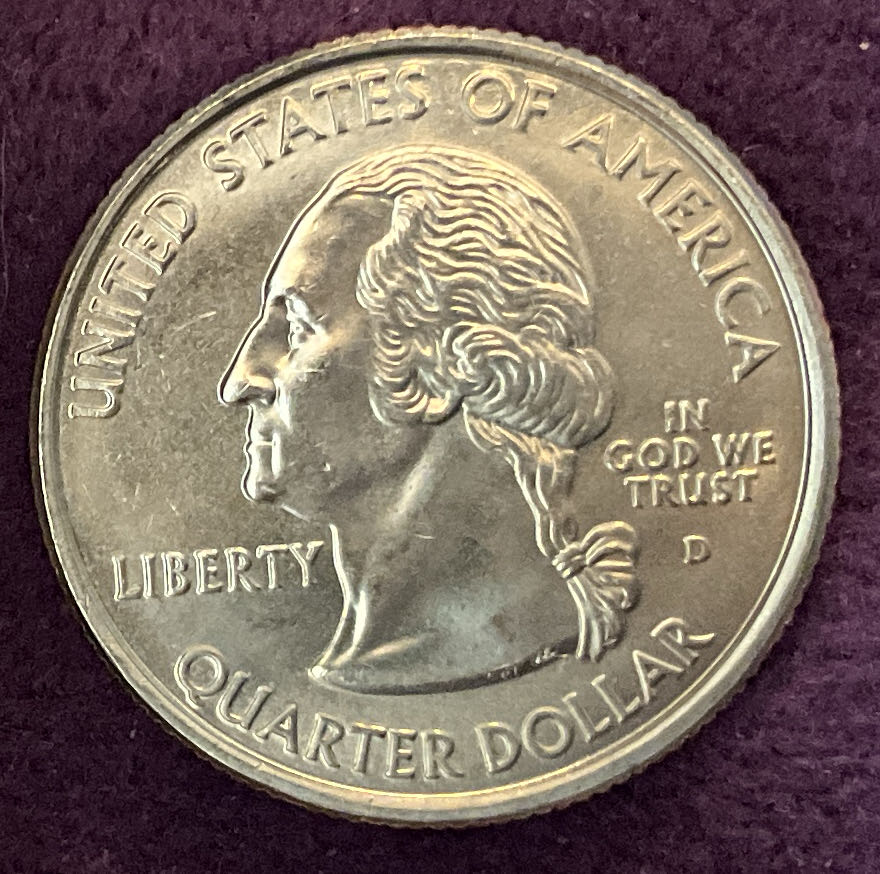 UNITED STATES OF AMERICA
LIBERTY
IN
GOD WE
TRUST
D
QUARTER DOLLAR